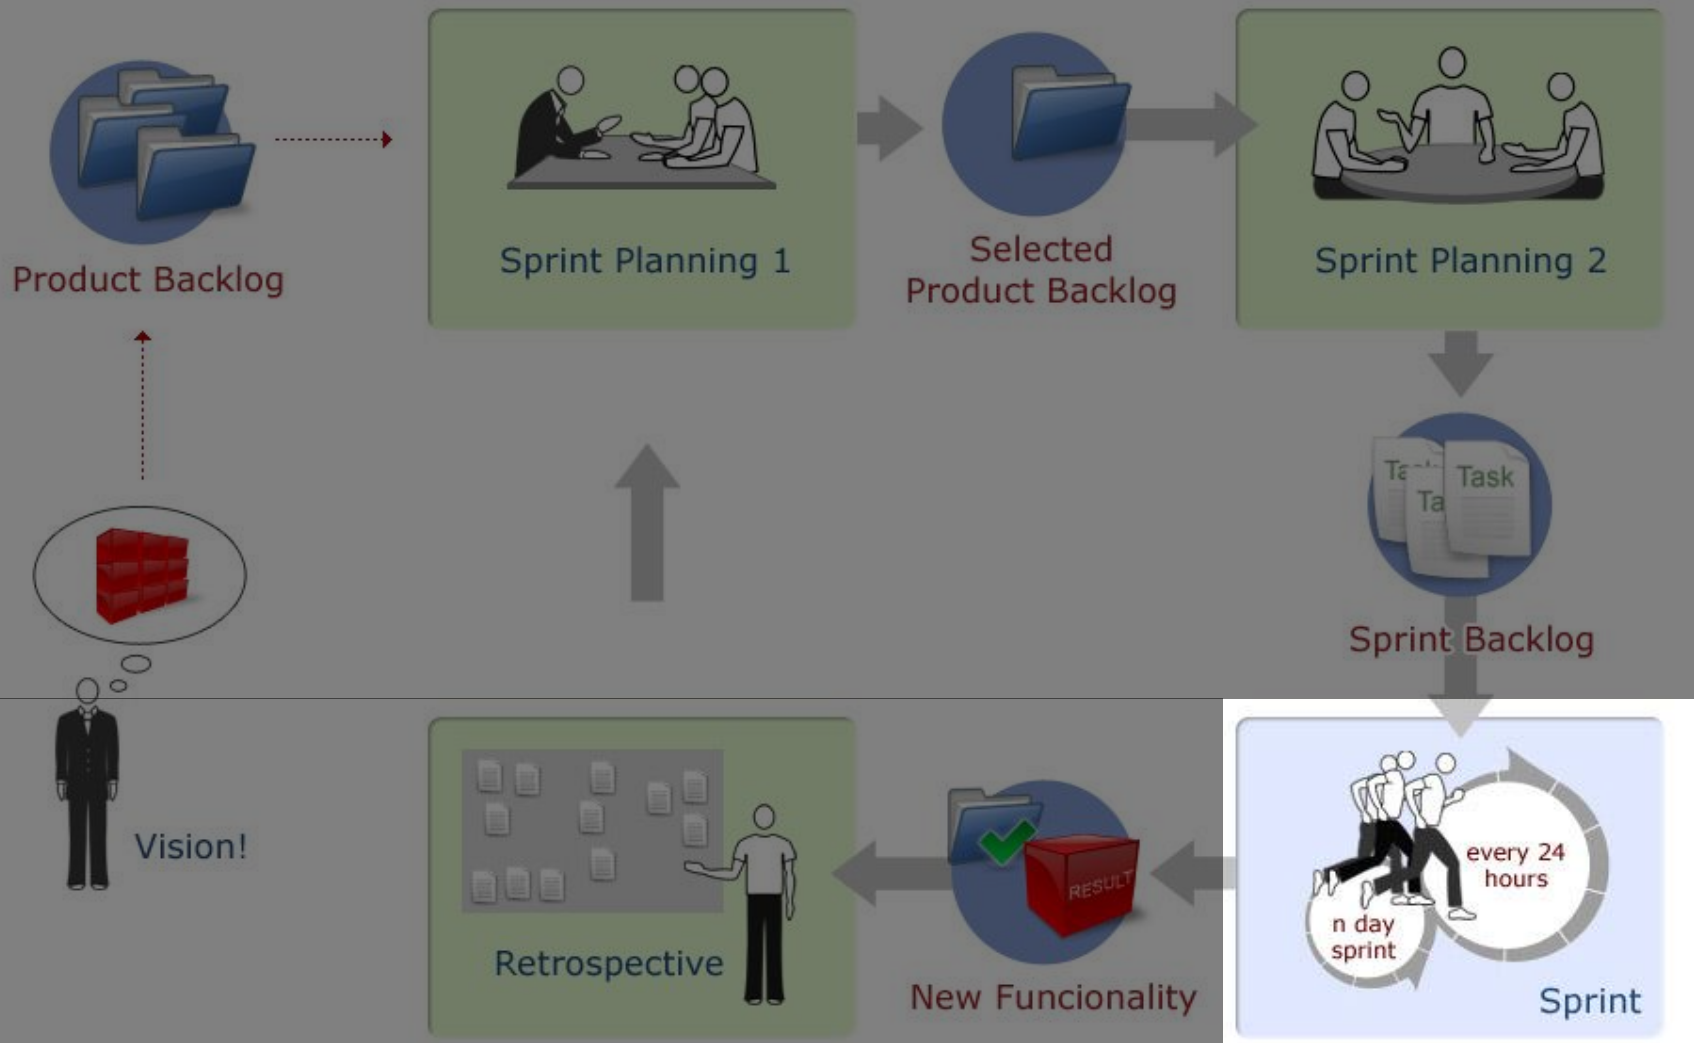 Product Backlog
Sprint Planning 1
Selected
Product Backlog
Sprint Planning 2
Task
Ta
Sprint Backlog
Vision!
Retrospective
RESULT
New Funcionality
every 24
hours
n day
sprint
Sprint